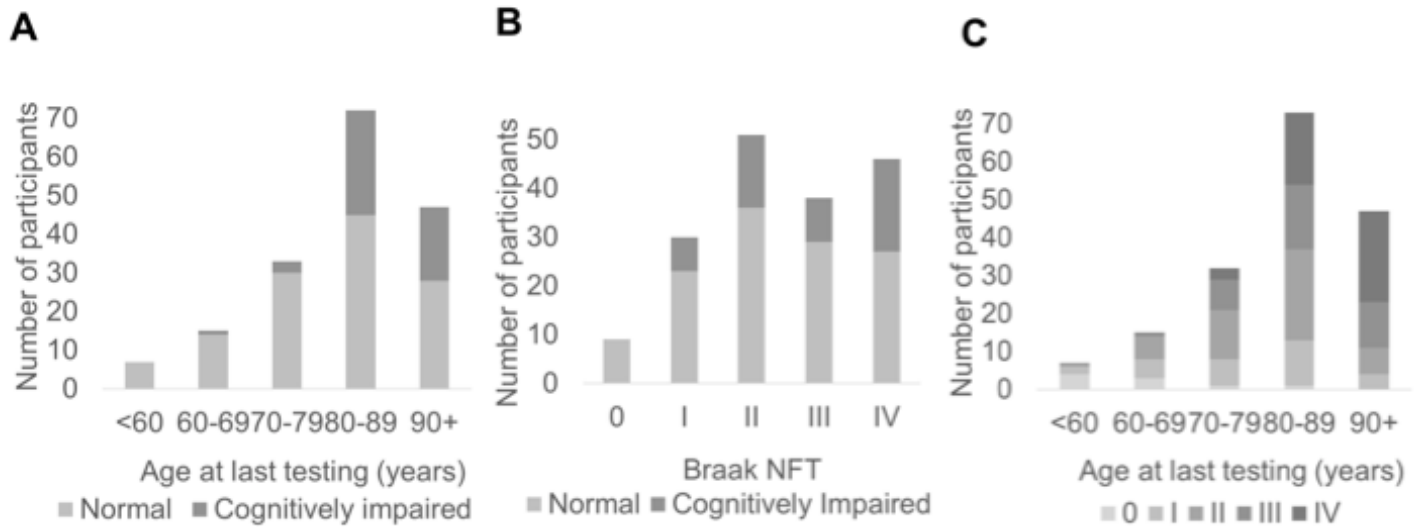 A
Number of participants
70
60
50
40
30
20
10
0
<60 60-69 70-79 80-89 90+
Age at last testing (years)
Normal Cognitively impaired
B
Number of participants
50
40
30
20
10
0
0 I II III IV
Braak NFT
Normal Cognitively Impaired
C
Number of participants
70
60
50
40
30
20
10
0
<60 60-69 70-79 80-89 90+
Age at last testing (years)
0 I II III IV